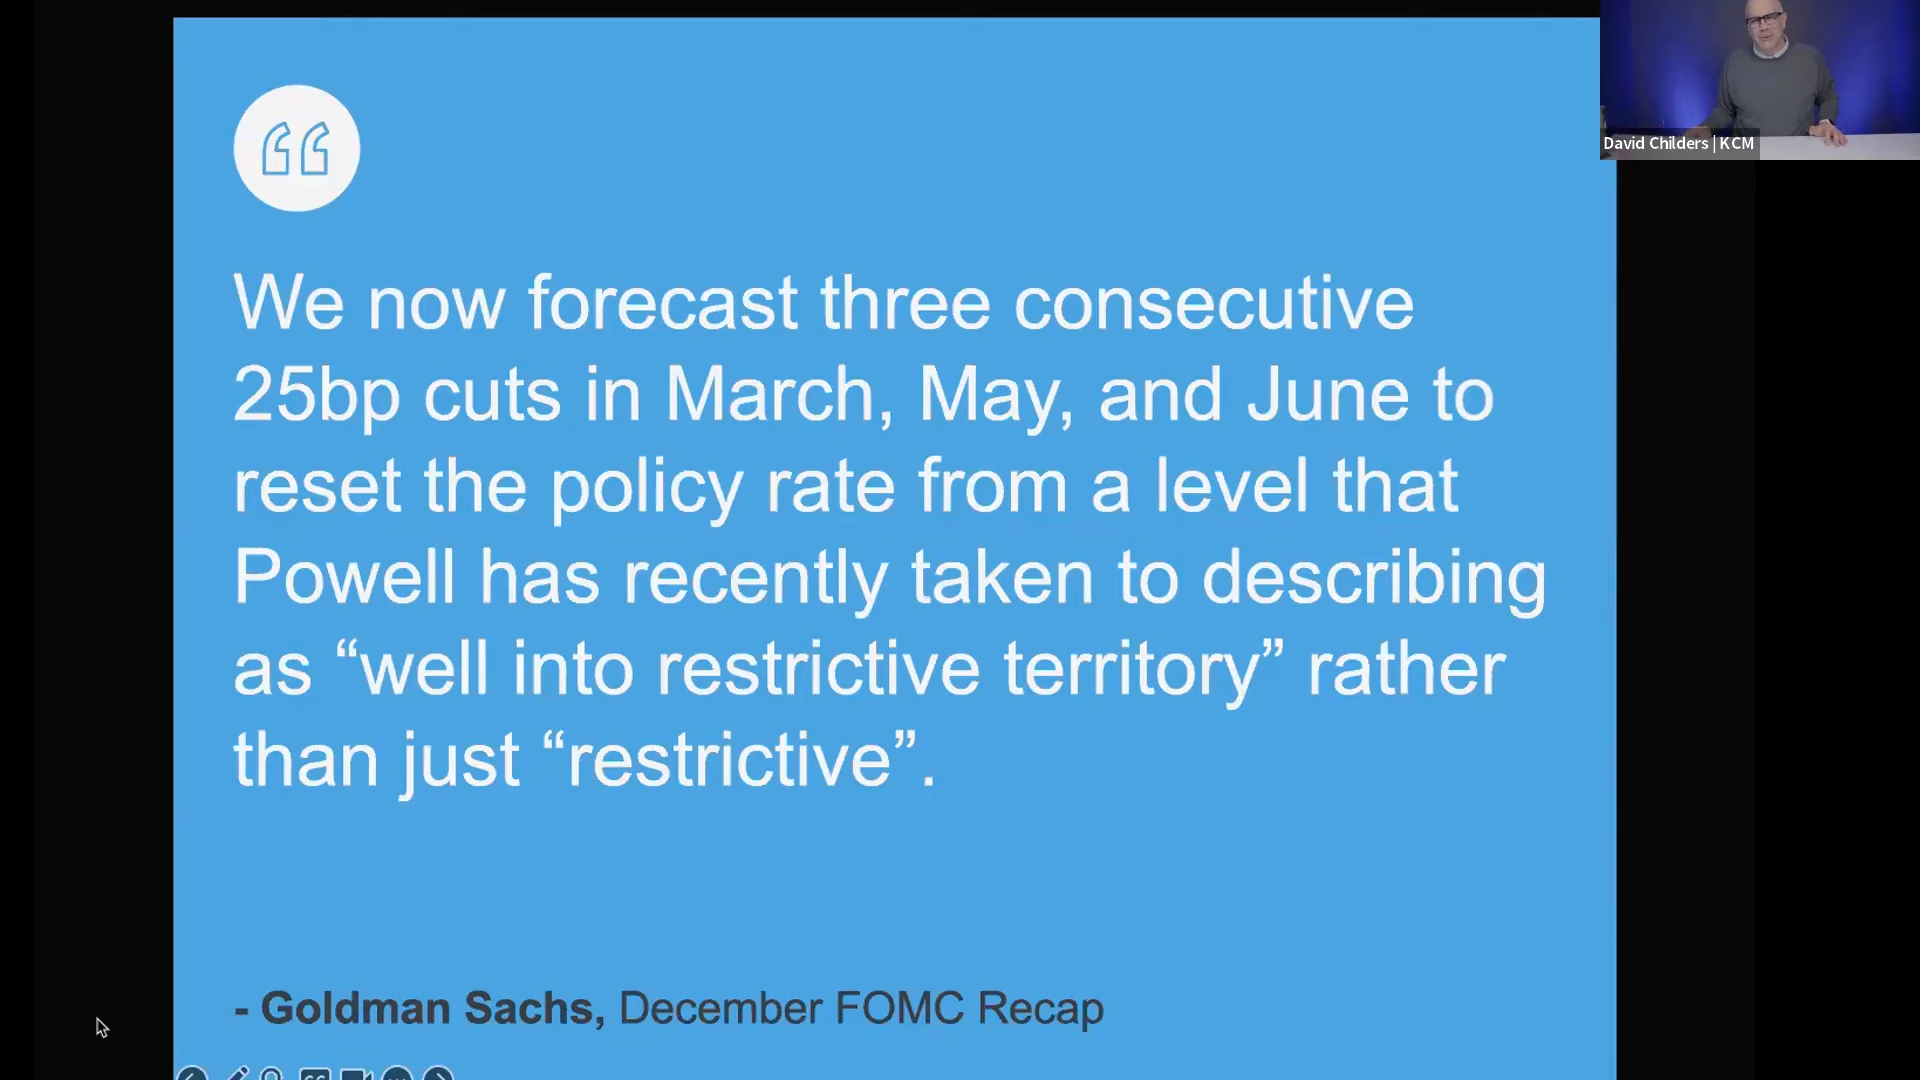 David Childers | KCM
We now forecast three consecutive
25bp cuts in March, May, and June to
reset the policy rate from a level that
Powell has recently taken to describing
as “well into restrictive territory” rather
than just “restrictive”.
- Goldman Sachs, December FOMC Recap